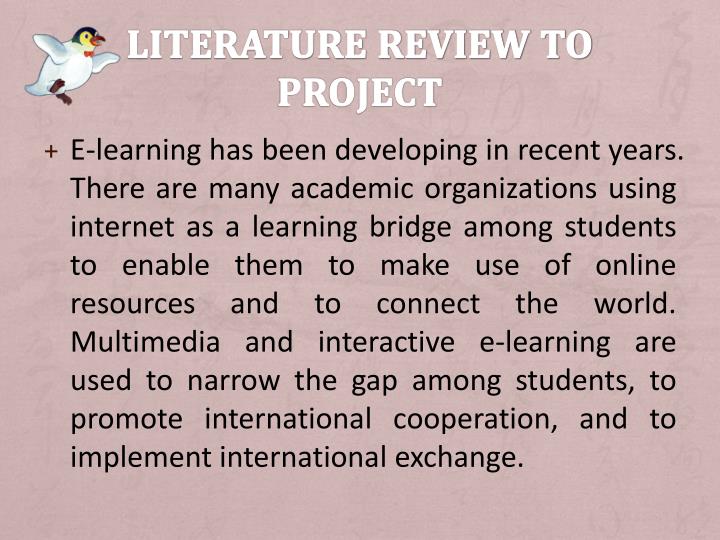 LITERATURE REVIEW TO
PROJECT
+ E-learning has been developing in recent years.
There are many academic organizations using
internet as a learning bridge among students
to enable them to make use of online
resources and to connect the world.
Multimedia and interactive e-learning are
used to narrow the gap among students, to
promote international cooperation, and to
implement international exchange.